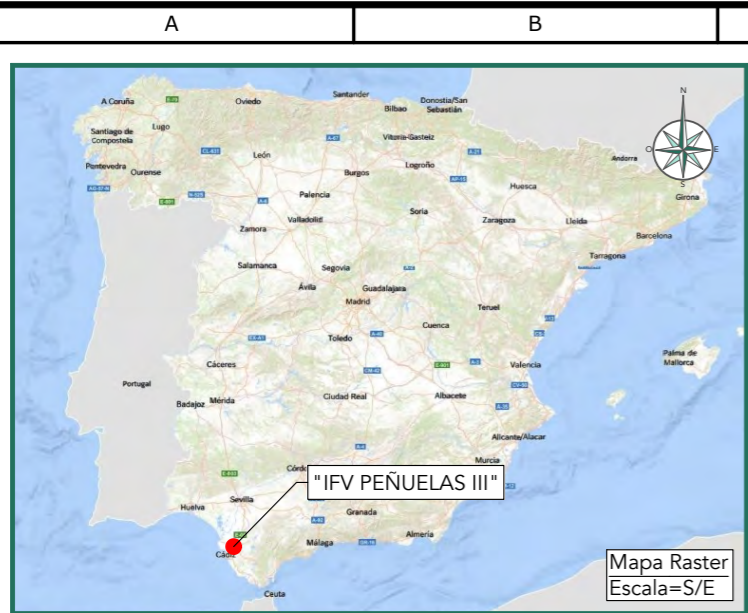 A B
N
O E
S
A Coruña
Oviedo
Santander
Bilbao
Donostia/San
Sebastián
Santiago de
Compostela
Lugo
Vitoria-Gasteiz
León
Pontevedra
Ourense
Burgos
Logroño
Andorra
Huesca
Girona
Palencia
Zamora
Valladolid
Soria
Zaragoza
Lleida
Barcelona
Tarragona
Salamanca
Segovia
Ávila
Guadalajara
Madrid
Teruel
Cuenca
Toledo
Cáceres
Valencia
Palma de
Mallorca
Portugal
Badajoz
Mérida
Ciudad Real
Albacete
Alicante/Alacar
Murcia
Córd
"IFV PEÑUELAS III"
Huelva
Sevilla
Granada
Almería
Málaga
Ceuta
Mapa Raster
Escala=S/E